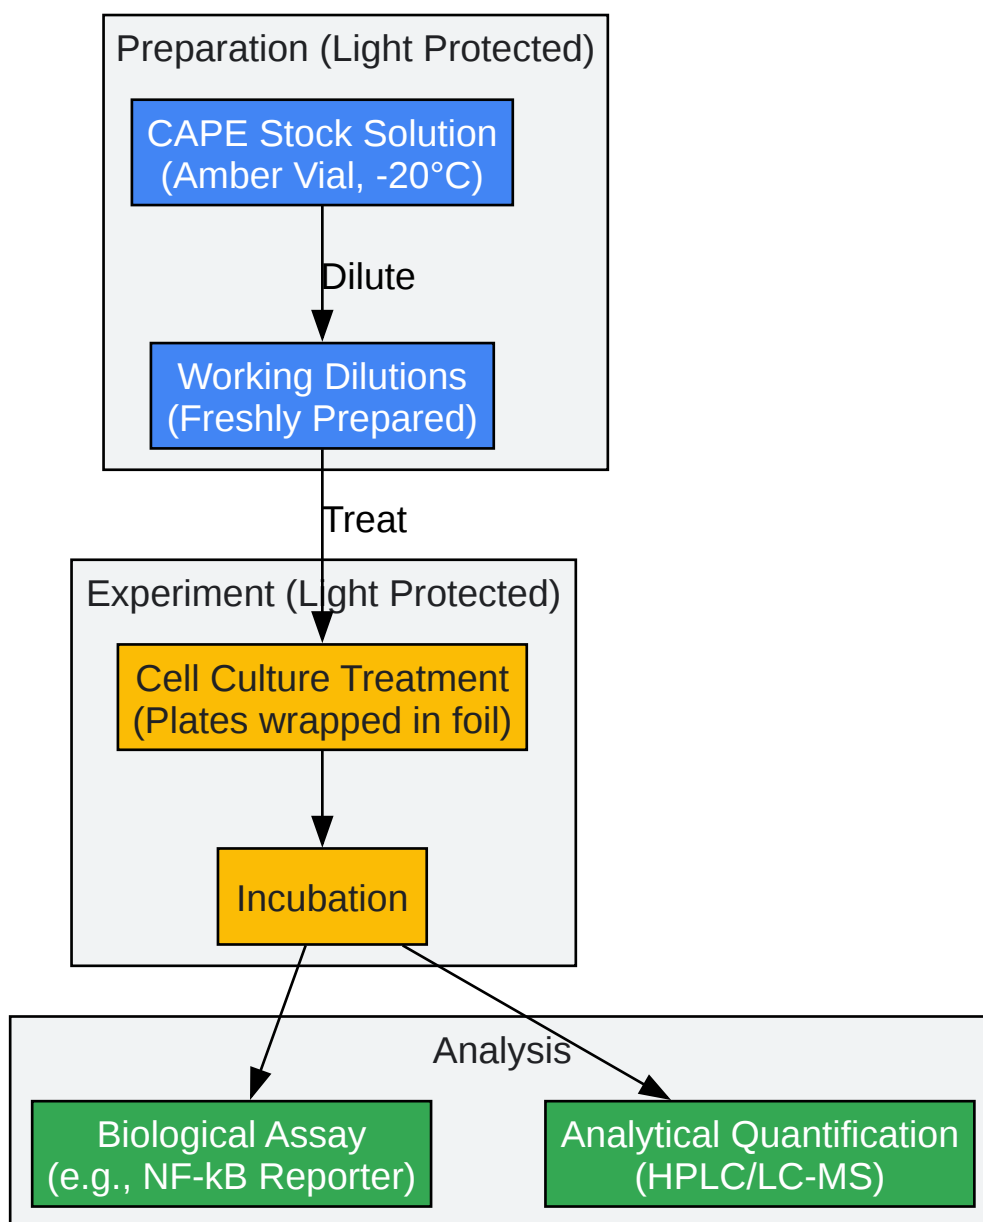 Preparation (Light Protected)
CAPE Stock Solution
(Amber Vial, -20°C)
Dilute
Working Dilutions
(Freshly Prepared)
Treat
Experiment (Light Protected)
Cell Culture Treatment
(Plates wrapped in foil)
Incubation
Analysis
Biological Assay
(e.g., NF-kB Reporter)
Analytical Quantification
(HPLC/LC-MS)